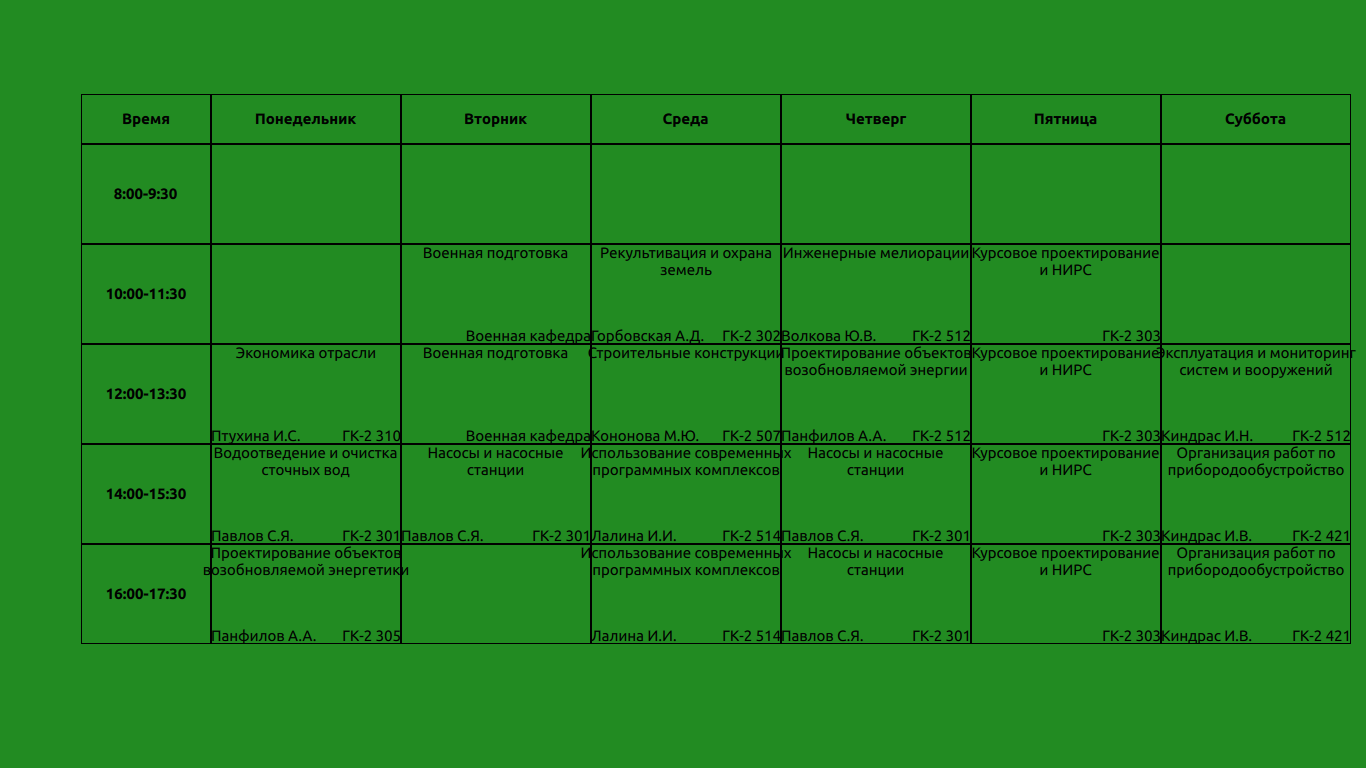 Время Понедельник Вторник Среда Четверг Пятница Суббота
8:00-9:30
Военная подготовка Рекультивация и охрана Инженерные мелиорации Курсовое проектирование
земель и НИРС
10:00-11:30
Военная кафедра Горбовская А.Д. ГК-2 302 Волкова Ю.В. ГК-2 512 ГК-2 303
Экономика отрасли Военная подготовка Строительные конструкции Проектирование объектов Курсовое проектирование Эксплуатация и мониторинг
возобновляемой энергии и НИРС систем и вооружений
12:00-13:30
Птухина И.С. ГК-2 310 Военная кафедра Кононова М.Ю. ГК-2 507 Панфилов А.А. ГК-2 512 ГК-2 303 Киндрас И.Н. ГК-2 512
Водоотведение и очистка Насосы и насосные Использование современных Насосы и насосные Курсовое проектирование Организация работ по
сточных вод станции программных комплексов станции и НИРС прибородообустройство
14:00-15:30
Павлов С.Я. ГК-2 301 Павлов С.Я. ГК-2 301 Лалина И.И. ГК-2 514 Павлов С.Я. ГК-2 301 ГК-2 303 Киндрас И.В. ГК-2 421
Проектирование объектов Использование современных Насосы и насосные Курсовое проектирование Организация работ по
возобновляемой энергетики программных комплексов станции и НИРС прибородообустройство
16:00-17:30
Панфилов А.А. ГК-2 305 Лалина И.И. ГК-2 514 Павлов С.Я. ГК-2 301 ГК-2 303 Киндрас И.В. ГК-2 421